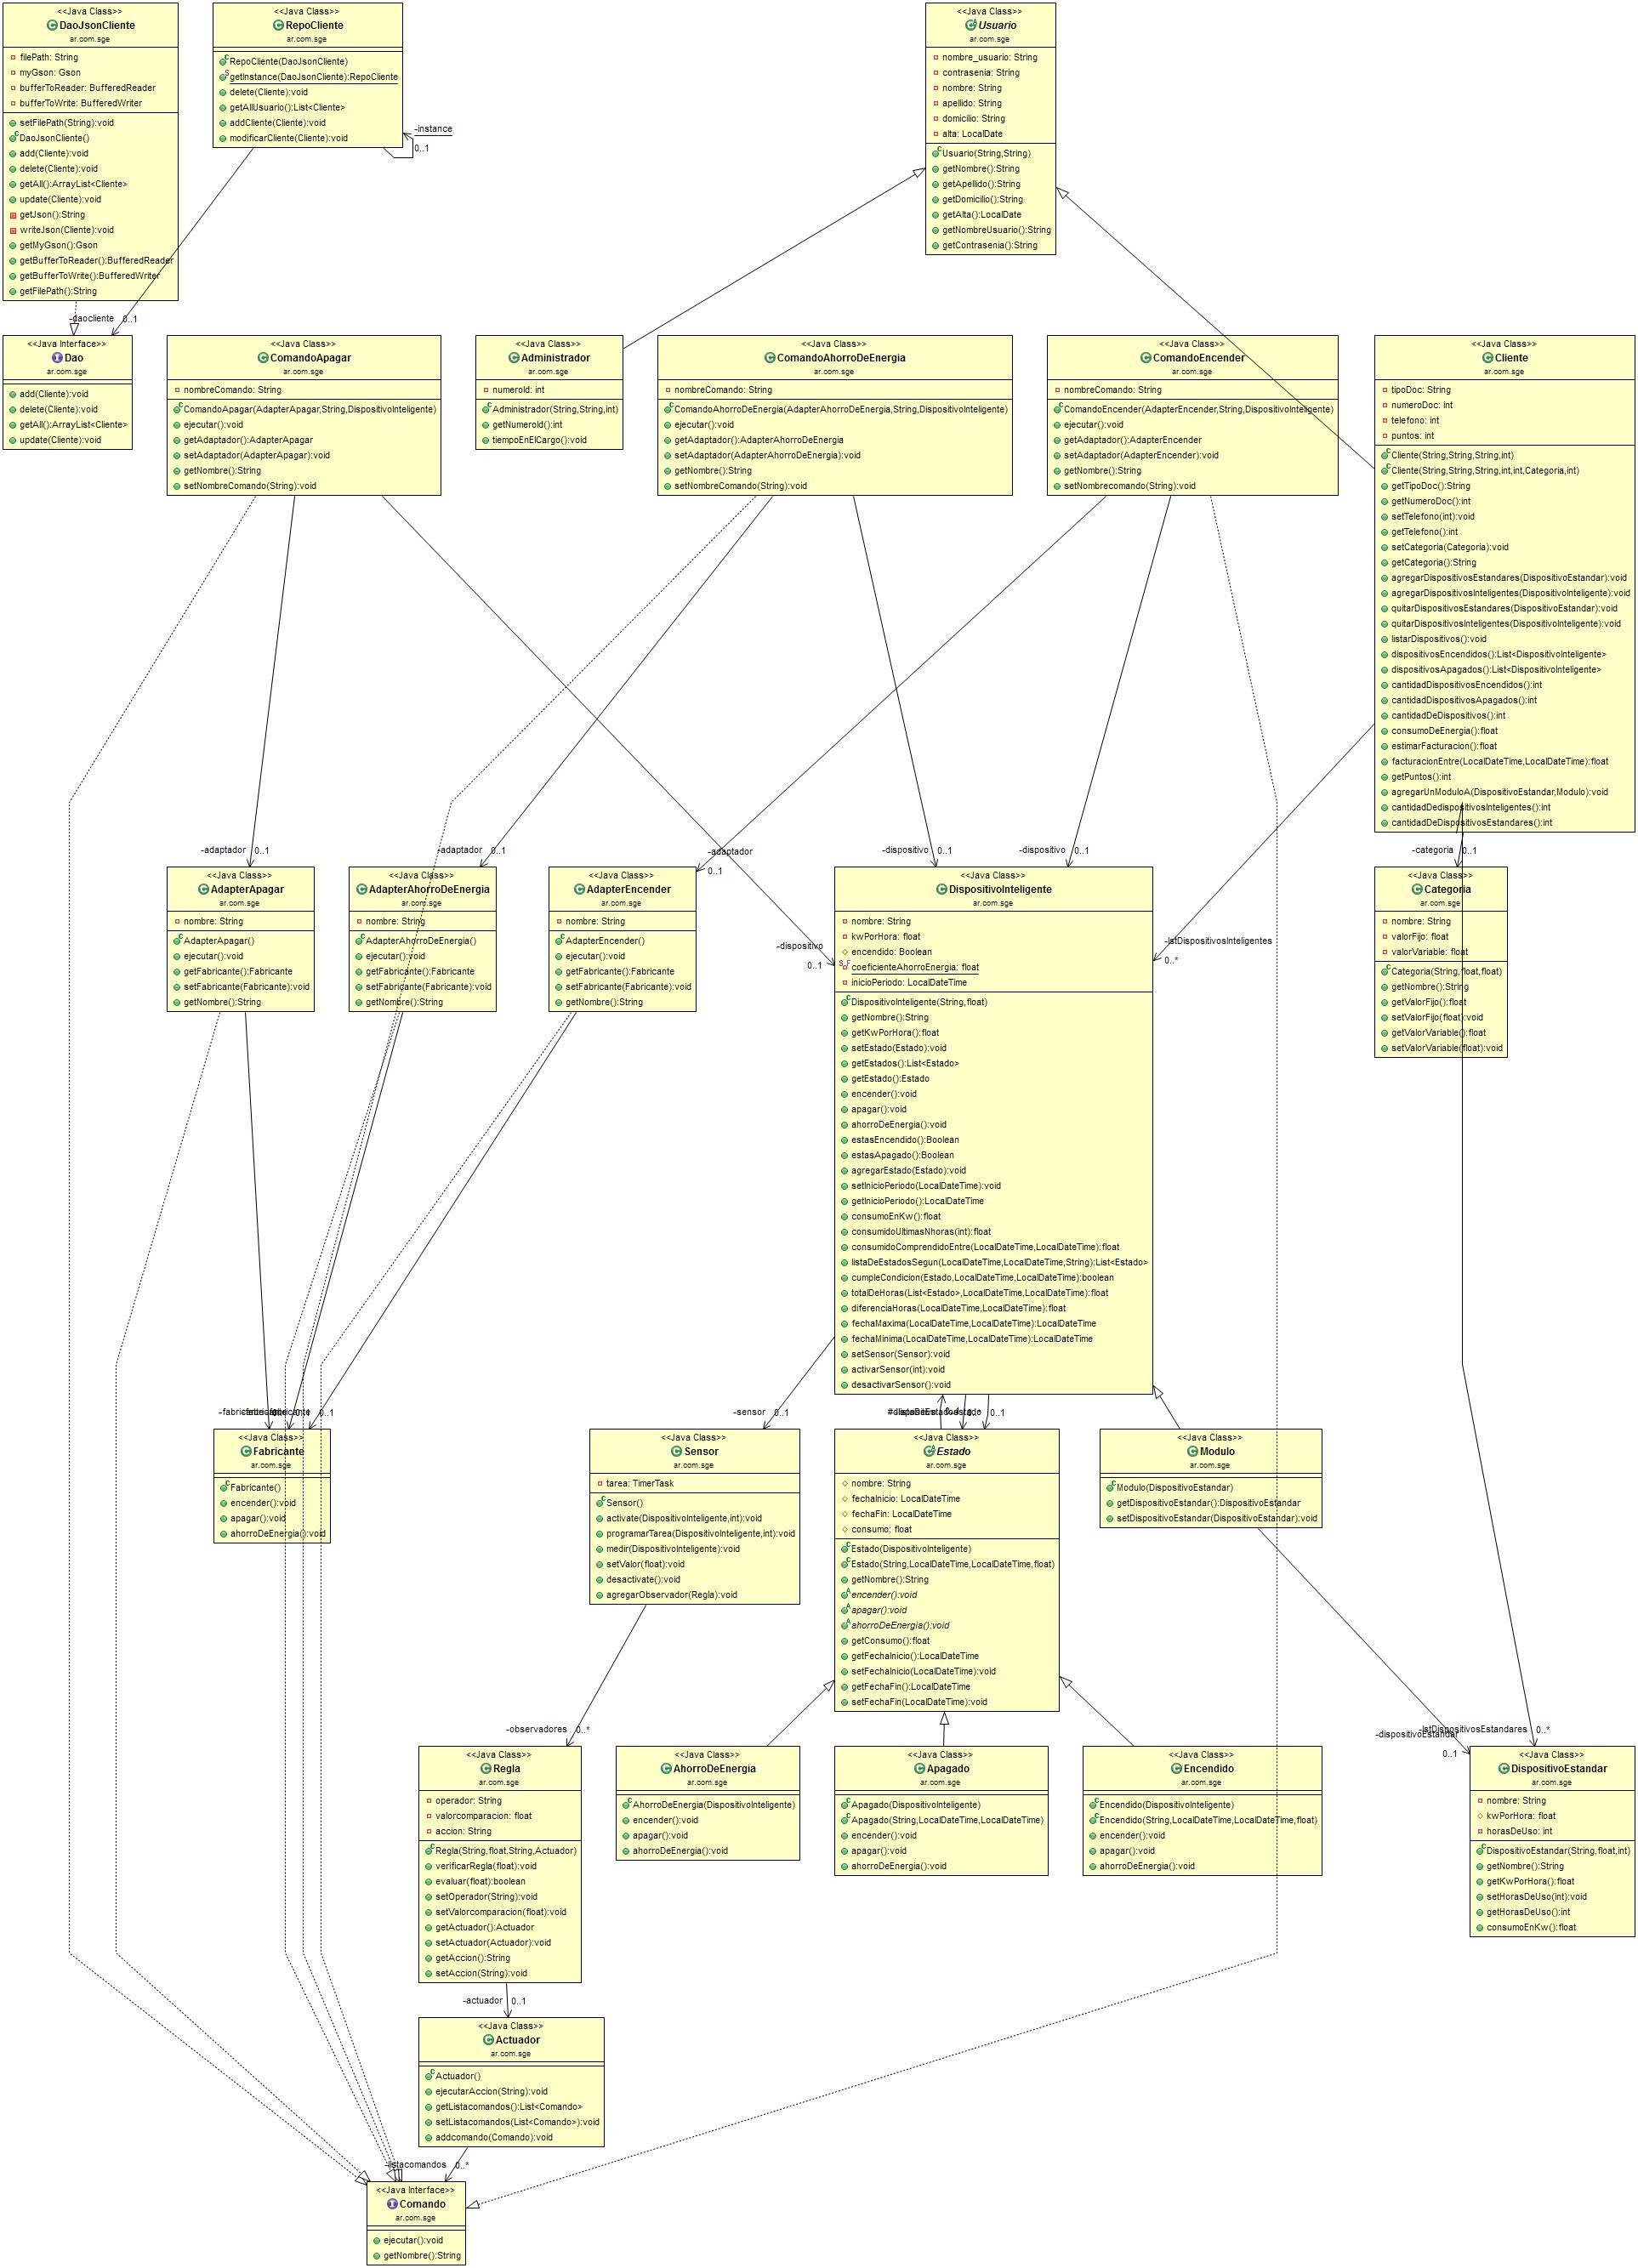 <<Java Class>>
DaoJsonCliente
ar.com.sge
filePath: String
myGson: Gson
bufferToReader: BufferedReader
bufferToWrite: BufferedWriter
setFilePath(String):void
DaoJsonCliente()
add(Cliente):void
delete(Cliente):void
getAll():ArrayList<Cliente>
update(Cliente):void
getJson():String
writeJson(Cliente):void
getMyGson():Gson
getBufferToReader():BufferedReader
getBufferToWrite():BufferedWriter
getFilePath():String
<<Java Class>>
RepoCliente
ar.com.sge
RepoCliente(DaoJsonCliente)
getInstance(DaoJsonCliente):RepoCliente
delete(Cliente):void
getAllUsuario():List<Cliente>
addCliente(Cliente):void
modificarCliente(Cliente):void
-instance
0..1
<<Java Class>>
Usuario
ar.com.sge
nombre_usuario: String
contrasenia: String
nombre: String
apellido: String
domicilio: String
alta: LocalDate
Usuario(String,String)
getNombre():String
getApellido():String
getDomicilio():String
getAlta():LocalDate
getNombreUsuario():String
getContrasenia():String
-daocliente 0..1
<<Java Interface>>
Dao
ar.com.sge
add(Cliente):void
delete(Cliente):void
getAll():ArrayList<Cliente>
update(Cliente):void
<<Java Class>>
ComandoApagar
ar.com.sge
nombreComando: String
ComandoApagar(AdapterApagar,String,DispositivoInteligente)
ejecutar():void
getAdaptador():AdapterApagar
setAdaptador(AdapterApagar):void
getNombre():String
setNombreComando(String):void
<<Java Class>>
Administrador
ar.com.sge
numeroId: int
Administrador(String,String,int)
getNumeroId():int
tiempoEnElCargo():void
<<Java Class>>
ComandoAhorroDeEnergia
ar.com.sge
nombreComando: String
ComandoAhorroDeEnergia(AdapterAhorroDeEnergia,String,DispositivoInteligente)
ejecutar():void
getAdaptador():AdapterAhorroDeEnergia
setAdaptador(AdapterAhorroDeEnergia):void
getNombre():String
setNombreComando(String):void
<<Java Class>>
ComandoEncender
ar.com.sge
nombreComando: String
ComandoEncender(AdapterEncender,String,DispositivoInteligente)
ejecutar():void
getAdaptador():AdapterEncender
setAdaptador(AdapterEncender):void
getNombre():String
setNombrecomando(String):void
<<Java Class>>
Cliente
ar.com.sge
tipoDoc: String
numeroDoc: int
telefono: int
puntos: int
Cliente(String,String,String,int)
Cliente(String,String,String,int,int,Categoria,int)
getTipoDoc():String
getNumeroDoc():int
setTelefono(int):void
getTelefono():int
setCategoria(Categoria):void
getCategoria():String
agregarDispositivosEstandares(DispositivoEstandar):void
agregarDispositivosInteligentes(DispositivoInteligente):void
quitarDispositivosEstandares(DispositivoEstandar):void
quitarDispositivosInteligentes(DispositivoInteligente):void
listarDispositivos():void
dispositivosEncendidos():List<DispositivoInteligente>
dispositivosApagados():List<DispositivoInteligente>
cantidadDispositivosEncendidos():int
cantidadDispositivosApagados():int
cantidadDeDispositivos():int
consumoDeEnergia():float
estimarFacturacion():float
facturacionEntre(LocalDateTime,LocalDateTime):float
getPuntos():int
agregarUnModuloA(DispositivoEstandar,Modulo):void
cantidadDedispositivosInteligentes():int
cantidadDeDispositivosEstandares():int
-adaptador 0..1
-adaptador 0..1
-adaptador
0..1
-dispositivo 0..1
-dispositivo 0..1
-categoria 0..1
<<Java Class>>
AdapterApagar
ar.com.sge
nombre: String
AdapterApagar()
ejecutar():void
getFabricante():Fabricante
setFabricante(Fabricante):void
getNombre():String
<<Java Class>>
AdapterAhorroDeEnergia
ar.com.sge
nombre: String
AdapterAhorroDeEnergia()
ejecutar():void
getFabricante():Fabricante
setFabricante(Fabricante):void
getNombre():String
<<Java Class>>
AdapterEncender
ar.com.sge
nombre: String
AdapterEncender()
ejecutar():void
getFabricante():Fabricante
setFabricante(Fabricante):void
getNombre():String
-dispositivo
0..1
<<Java Class>>
DispositivoInteligente
ar.com.sge
nombre: String
kwPorHora: float
encendido: Boolean
coeficienteAhorroEnergia: float
inicioPeriodo: LocalDateTime
DispositivoInteligente(String,float)
getNombre():String
getKwPorHora():float
setEstado(Estado):void
getEstados():List<Estado>
getEstado():Estado
encender():void
apagar():void
ahorroDeEnergia():void
estasEncendido():Boolean
estasApagado():Boolean
agregarEstado(Estado):void
setInicioPeriodo(LocalDateTime):void
getInicioPeriodo():LocalDateTime
consumoEnKw():float
consumidoUltimasNhoras(int):float
consumidoComprendidoEntre(LocalDateTime,LocalDateTime):float
listaDeEstadosSegun(LocalDateTime,LocalDateTime,String):List<Estado>
cumpleCondicion(Estado,LocalDateTime,LocalDateTime):boolean
totalDeHoras(List<Estado>,LocalDateTime,LocalDateTime):float
diferenciaHoras(LocalDateTime,LocalDateTime):float
fechaMaxima(LocalDateTime,LocalDateTime):LocalDateTime
fechaMinima(LocalDateTime,LocalDateTime):LocalDateTime
setSensor(Sensor):void
activarSensor(int):void
desactivarSensor():void
-lstDispositivosInteligentes
0..*
<<Java Class>>
Categoria
ar.com.sge
nombre: String
valorFijo: float
valorVariable: float
Categoria(String,float,float)
getNombre():String
getValorFijo():float
setValorFijo(float):void
getValorVariable():float
setValorVariable(float):void
0..1
0..1
-sensor 0..1
0..1
<<Java Class>>
Fabricante
ar.com.sge
Fabricante()
encender():void
apagar():void
ahorroDeEnergia():void
<<Java Class>>
Sensor
ar.com.sge
tarea: TimerTask
Sensor()
activate(DispositivoInteligente,int):void
programarTarea(DispositivoInteligente,int):void
medir(DispositivoInteligente):void
setValor(float):void
desactivate():void
agregarObservador(Regla):void
<<Java Class>>
Estado
ar.com.sge
nombre: String
fechaInicio: LocalDateTime
fechaFin: LocalDateTime
consumo: float
Estado(DispositivoInteligente)
Estado(String,LocalDateTime,LocalDateTime,float)
getNombre():String
encender():void
apagar():void
ahorroDeEnergia():void
getConsumo():float
getFechaInicio():LocalDateTime
setFechaInicio(LocalDateTime):void
getFechaFin():LocalDateTime
setFechaFin(LocalDateTime):void
<<Java Class>>
Modulo
ar.com.sge
Modulo(DispositivoEstandar)
getDispositivoEstandar():DispositivoEstandar
setDispositivoEstandar(DispositivoEstandar):void
-observadores 0..*
-lstDispositivosEstandares 0..*
-dispositivoEstandar
0..1
<<Java Class>>
Regla
ar.com.sge
operador: String
valorcomparacion: float
accion: String
Regla(String,float,String,Actuador)
verificarRegla(float):void
evaluar(float):boolean
setOperador(String):void
setValorcomparacion(float):void
getActuador():Actuador
setActuador(Actuador):void
getAccion():String
setAccion(String):void
<<Java Class>>
AhorroDeEnergia
ar.com.sge
AhorroDeEnergia(DispositivoInteligente)
encender():void
apagar():void
ahorroDeEnergia():void
<<Java Class>>
Apagado
ar.com.sge
Apagado(DispositivoInteligente)
Apagado(String,LocalDateTime,LocalDateTime)
encender():void
apagar():void
ahorroDeEnergia():void
<<Java Class>>
Encendido
ar.com.sge
Encendido(DispositivoInteligente)
Encendido(String,LocalDateTime,LocalDateTime,float)
encender():void
apagar():void
ahorroDeEnergia():void
<<Java Class>>
DispositivoEstandar
ar.com.sge
nombre: String
kwPorHora: float
horasDeUso: int
DispositivoEstandar(String,float,int)
getNombre():String
getKwPorHora():float
setHorasDeUso(int):void
getHorasDeUso():int
consumoEnKw():float
-actuador 0..1
<<Java Class>>
Actuador
ar.com.sge
Actuador()
ejecutarAccion(String):void
getListacomandos():List<Comando>
setListacomandos(List<Comando>):void
addcomando(Comando):void
-listacomandos 0..*
<<Java Interface>>
Comando
ar.com.sge
ejecutar():void
getNombre():String